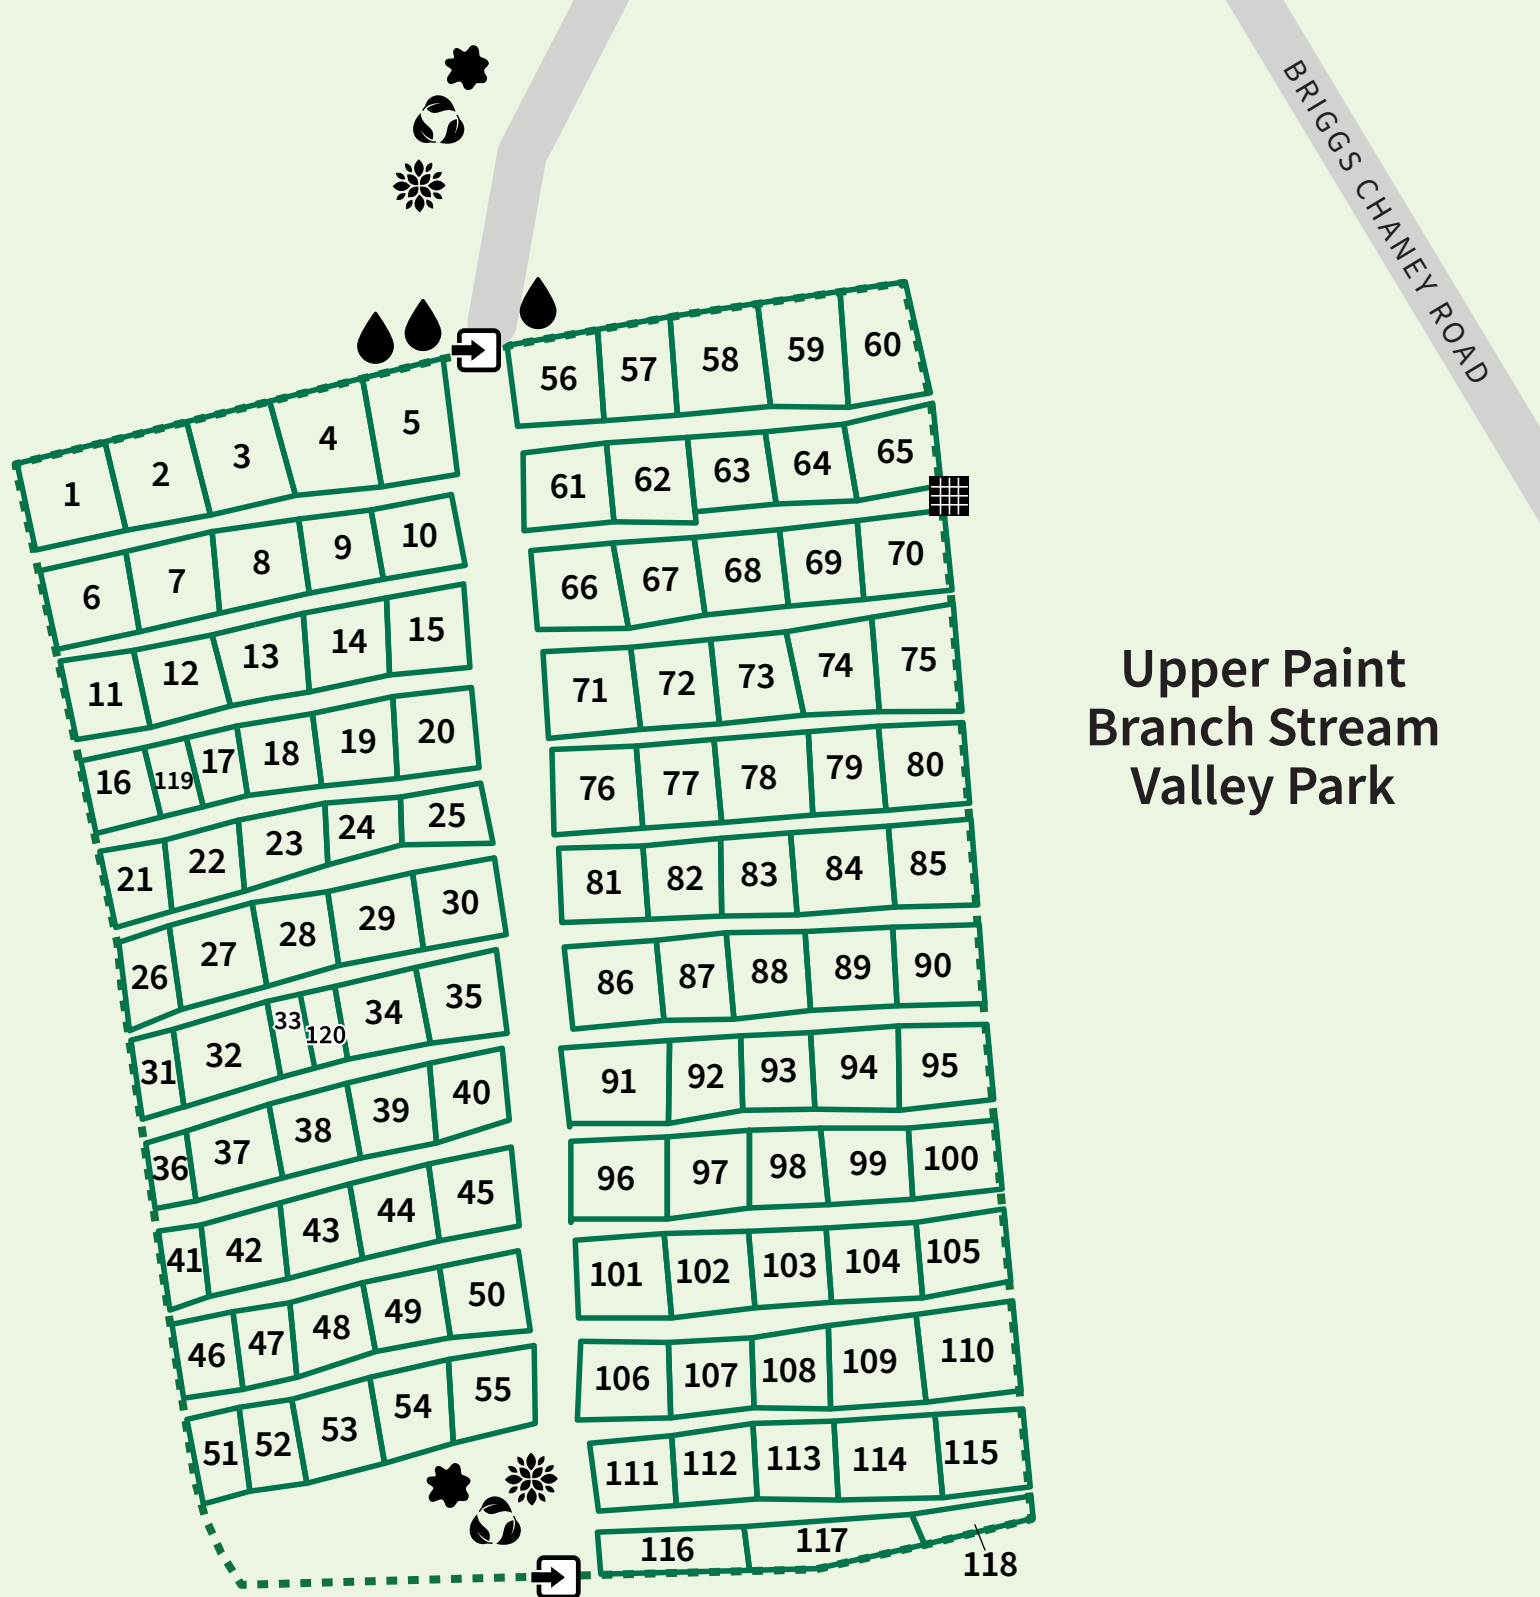 BRIGGS CHANEY ROAD
56 57 58 59 60
1 2 3 4 5
61 62 63 64 65
6 7 8 9 10
66 67 68 69 70
11 12 13 14 15
71 72 73 74 75
Upper Paint
Branch Stream
Valley Park
16 119 17 18 19 20
76 77 78 79 80
21 22 23 24 25
81 82 83 84 85
26 27 28 29 30
86 87 88 89 90
31 32 33 120 34 35
91 92 93 94 95
36 37 38 39 40
96 97 98 99 100
41 42 43 44 45
101 102 103 104 105
46 47 48 49 50
106 107 108 109 110
51 52 53 54 55
111 112 113 114 115
116 117 118